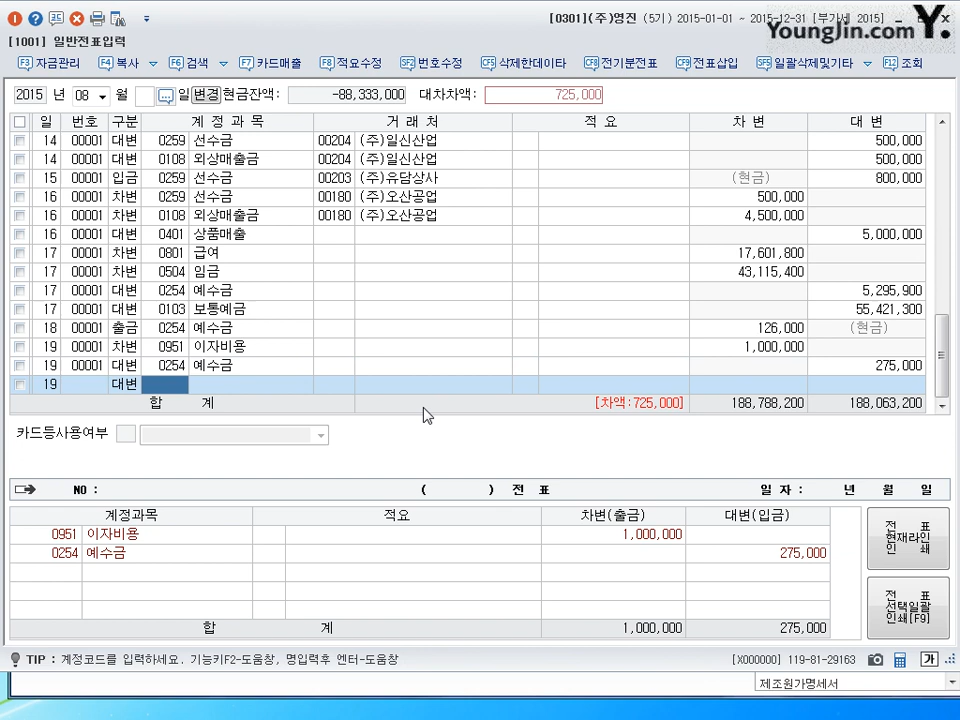 [0301](주)영진 (5기) 2015-01-01 ~ 2015-12-31 [부가세 2015]
YoungJin.com Y.
[1001] 일반전표입력
F3 자금관리 F4 복사 F6 검색 F7 카드매출 F8 적요수정 SF2 번호수정 CF5 삭제한데이타 CF8 전기분전표 CF9 전표삽입 SF5 일괄삭제및기타 F12 조회
2015 년 08 월 일 변경 현금잔액: -88,333,000 대차차액: 725,000
일 번호 구분 계 정 과 목 거 래 처 적 요 차 변 대 변
14 00001 대변 0259 선수금 00204 (주)일신산업 500,000
14 00001 대변 0108 외상매출금 00204 (주)일신산업 500,000
15 00001 입금 0259 선수금 00203 (주)유담상사 (현금) 800,000
16 00001 차변 0259 선수금 00180 (주)오산공업 500,000
16 00001 차변 0108 외상매출금 00180 (주)오산공업 4,500,000
16 00001 대변 0401 상품매출 5,000,000
17 00001 차변 0801 급여 17,601,800
17 00001 차변 0504 임금 43,115,400
17 00001 대변 0254 예수금 5,295,900
17 00001 대변 0103 보통예금 55,421,300
18 00001 출금 0254 예수금 126,000 (현금)
19 00001 차변 0951 이자비용 1,000,000
19 00001 대변 0254 예수금 275,000
19 대변
합 계 [차액:725,000] 188,788,200 188,063,200
카드등사용여부
NO : ( ) 전 표 일 자 : 년 월 일
계정과목 적요 차변(출금) 대변(입금)
0951 이자비용 1,000,000
0254 예수금 275,000
합 계 1,000,000 275,000
전 표
현재라인
인 쇄
전 표
선택일괄
인쇄[F9]
TIP : 계정코드를 입력하세요. 기능키F2-도움창, 명입력후 엔터-도움창 [X000000] 119-81-29163 가
제조원가명세서